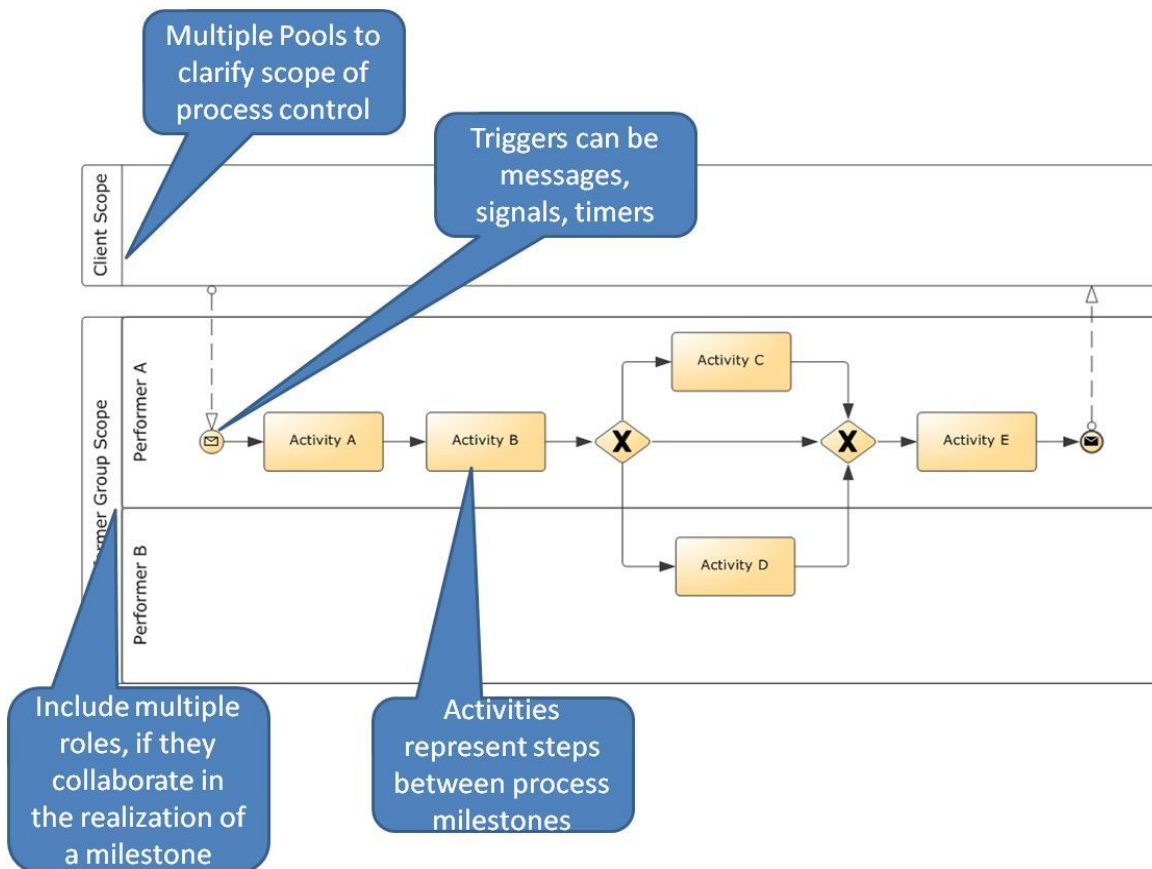 Multiple Pools to
clarify scope of
process control
Triggers can be
messages,
signals, timers
Client Scope
Group Scope
Performer A
Activity A
Activity B
X
Activity C
X
Activity E
Performer B
Activity D
Include multiple
roles, if they
collaborate in
the realization of
a milestone
Activities
represent steps
between process
milestones